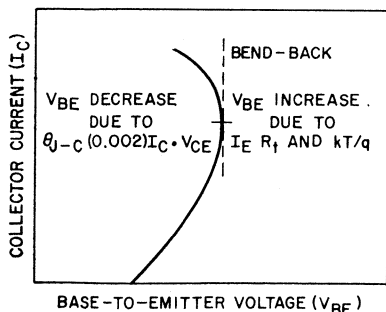 COLLECTOR CURRENT (IC)
BEND-BACK
VBE DECREASE
DUE TO
θJ-C (0.002)IC • VCE
VBE INCREASE.
DUE TO
IE Rt AND kT/q
BASE-TO-EMITTER VOLTAGE (VBE)